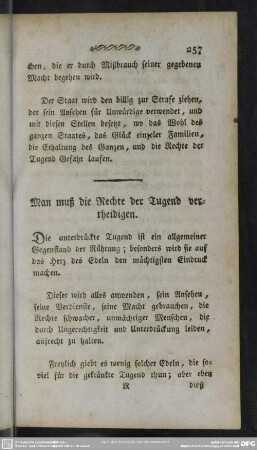 257
chen, die er durch Mißbrauch seiner gegebenen
Macht begehen wird.
Der Staat wird den billig zur Strafe ziehen,
der sein Ansehen für Unwürdige verwendet, und
mit diesen Stellen besetzt, wo das Wohl des
ganzen Staates, das Glück einzeler Familien,
die Erhaltung des Ganzen, und die Rechte der
Tugend Gefahr laufen.
Man muß die Rechte der Tugend ver-
theidigen.
Die unterdrückte Tugend ist ein allgemeiner
Gegenstand der Rührung; besonders wird sie auf
das Herz des Edeln den mächtigsten Eindruck
machen.
Dieser wird alles anwenden, sein Ansehen,
seine Verdienste, seine Macht gebrauchen, die
Rechte schwacher, unmächtiger Menschen, die
durch Ungerechtigkeit und Unterdrückung leiden,
aufrecht zu halten.
Freylich giebt es wenig solcher Edeln, die so-
viel für die gekränkte Tugend thun; aber eben
R dieß
DFG